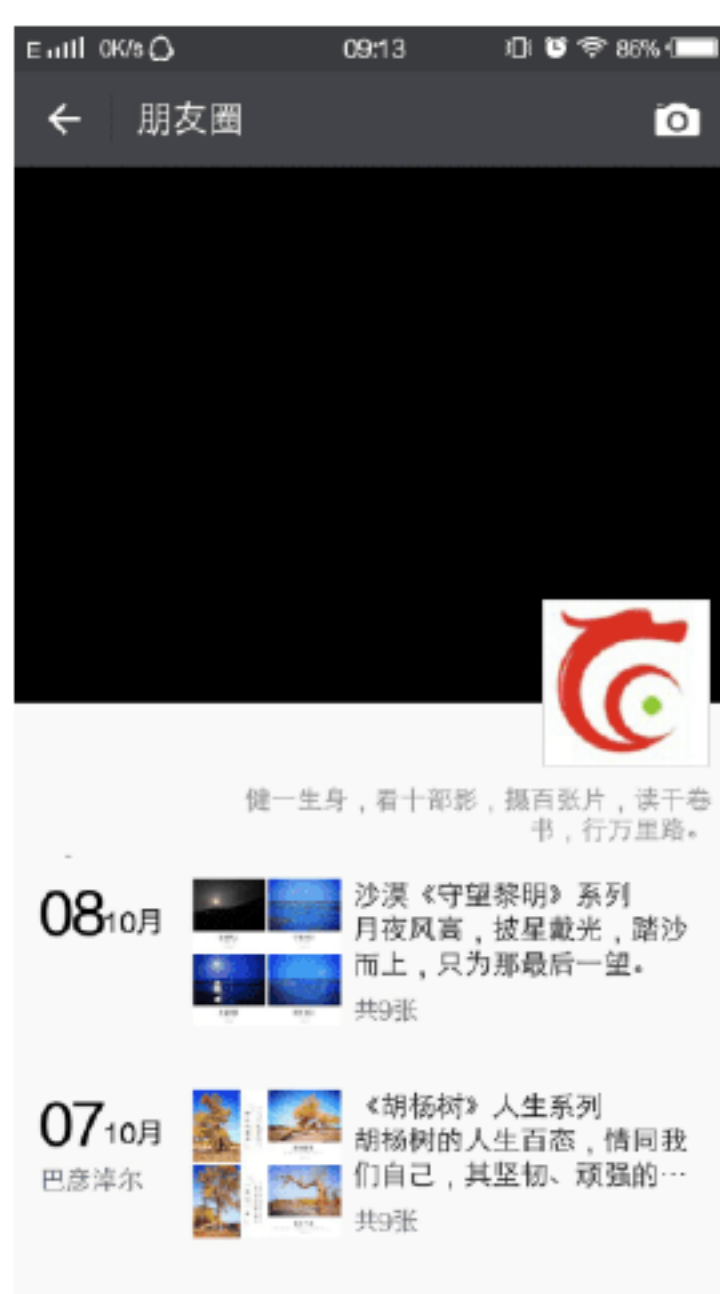 E 0K/s 09:13 86%
朋友圈
健一生身，看十部影，摄百张片，读千卷
书，行万里路。
08 10月
沙漠《守望黎明》系列
月夜风高，披星戴光，踏沙
而上，只为那最后一望。
共9张
07 10月
巴彦淖尔
《胡杨树》人生系列
胡杨树的人生百态，情同我
们自己，其坚韧、顽强的…
共9张